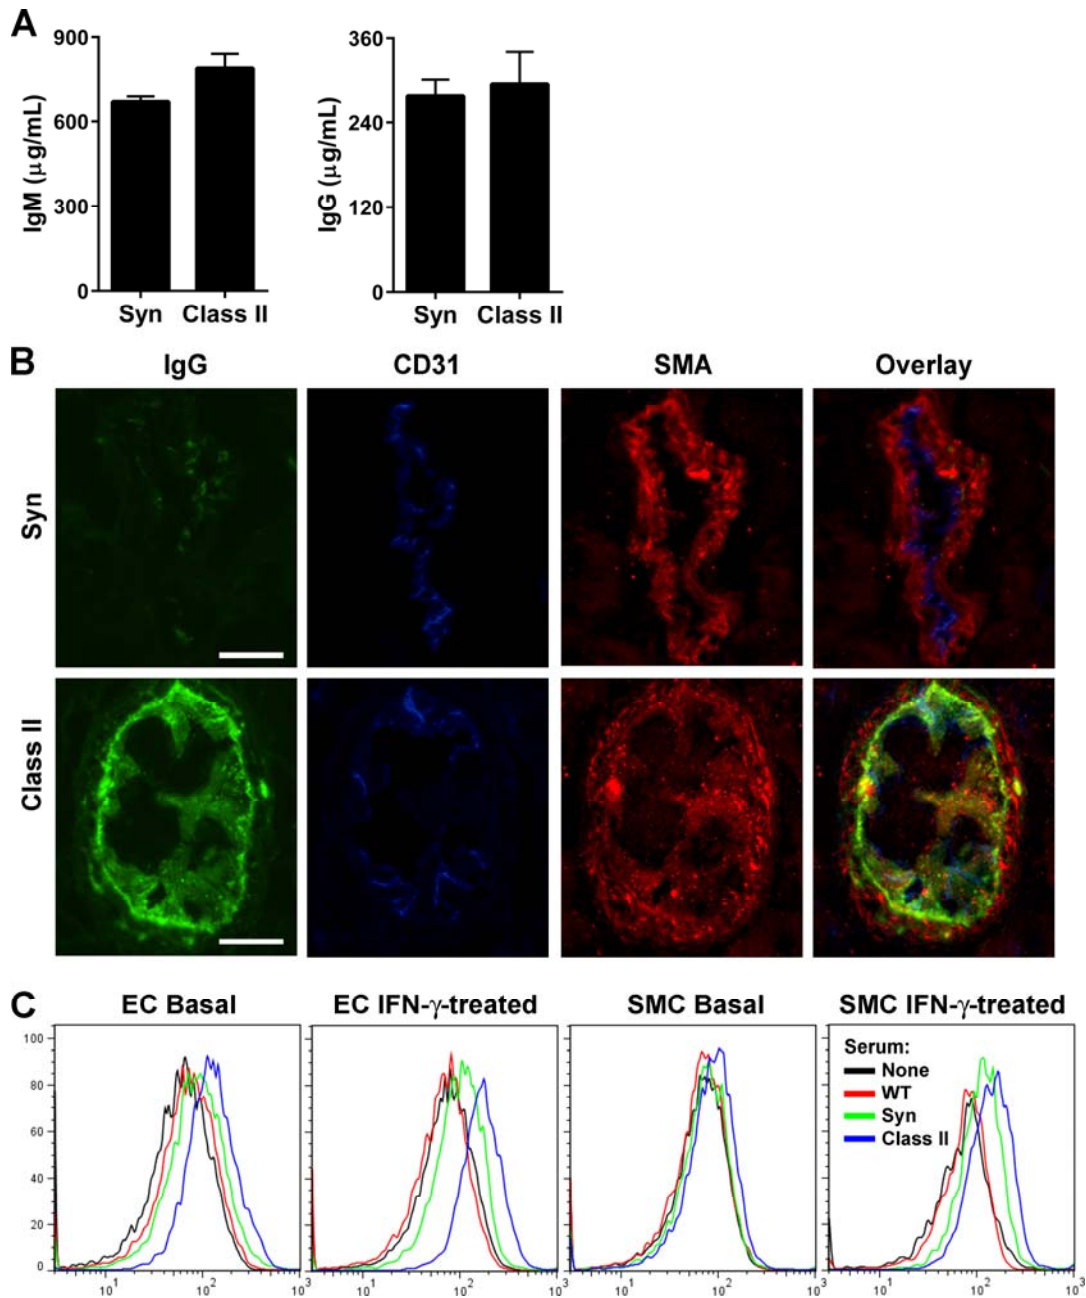 A
900
600
300
0
IgM (μg/mL)
Syn Class II
360
240
120
0
IgG (μg/mL)
Syn Class II
B
IgG CD31 SMA Overlay
Syn
Class II
C
EC Basal EC IFN-γ-treated SMC Basal SMC IFN-γ-treated
100
80
60
40
20
0
Serum:
None
WT
Syn
Class II
10¹ 10² 10³ 10¹ 10² 10³ 10¹ 10² 3 10¹ 10² 10³